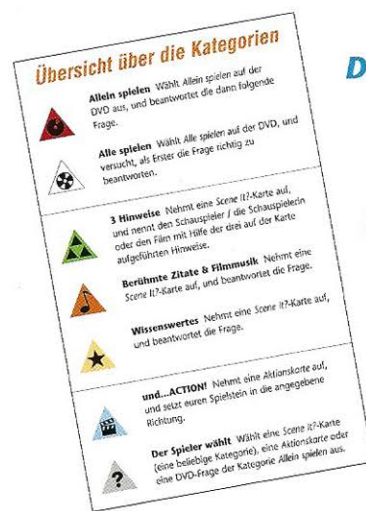 Übersicht über die Kategorien
D
Allein spielen Wählt Allein spielen auf der
DVD aus, und beantwortet die dann folgende
Frage.
Alle spielen Wählt Alle spielen auf der DVD, und
versucht, als Erster die Frage richtig zu
beantworten.
3 Hinweise Nehmt eine Scene It?-Karte auf,
und nennt den Schauspieler / die Schauspielerin
oder den Film mit Hilfe der drei auf der Karte
aufgeführten Hinweise.
Berühmte Zitate & Filmmusik Nehmt eine
Scene It?-Karte auf, und beantwortet die Frage.
Wissenswertes Nehmt eine Scene It?-Karte auf,
und beantwortet die Frage.
und...ACTION! Nehmt eine Aktionskarte auf,
und setzt euren Spielstein in die angegebene
Richtung.
Der Spieler wählt Wählt eine Scene It?-Karte
(eine beliebige Kategorie), eine Aktionskarte oder
eine DVD-Frage der Kategorie Allein spielen aus.
?